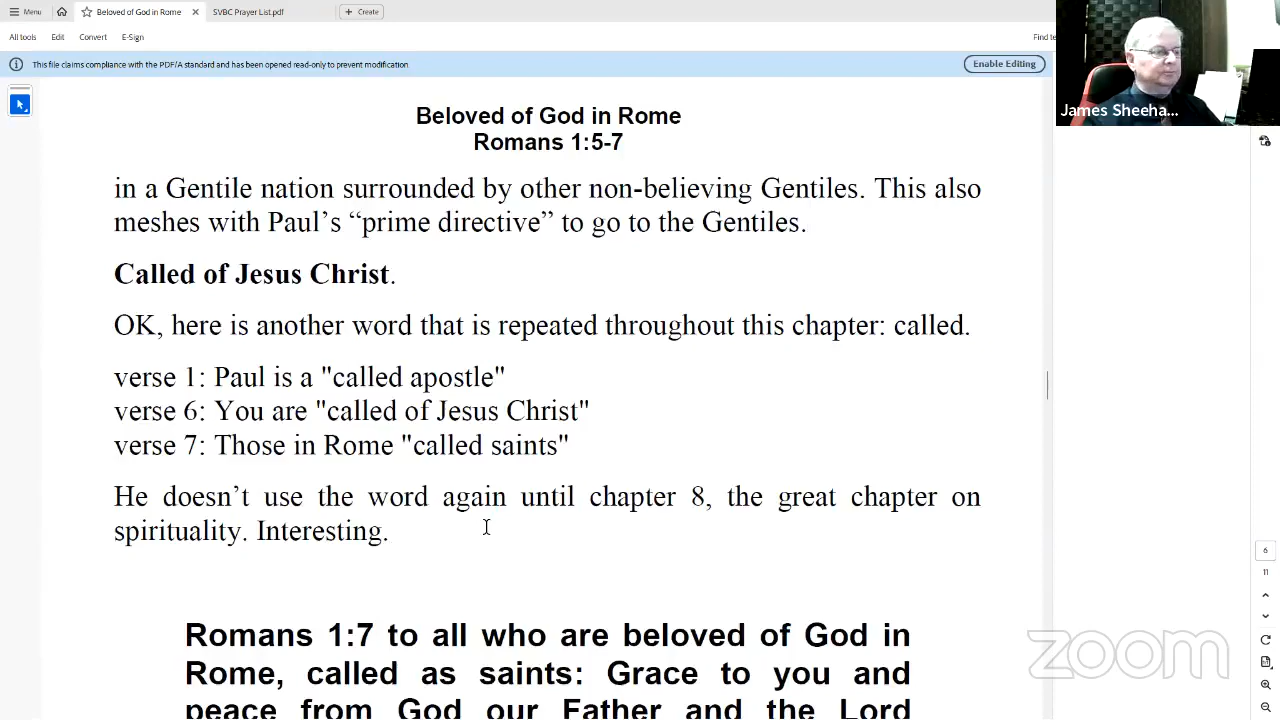 Menu
Beloved of God in Rome
SVBC Prayer List.pdf
Create
All tools Edit Convert E-Sign
Find te
This file claims compliance with the PDF/A standard and has been opened read-only to prevent modification.
Enable Editing
James Sheeha...
Beloved of God in Rome
Romans 1:5-7
in a Gentile nation surrounded by other non-believing Gentiles. This also
meshes with Paul’s “prime directive” to go to the Gentiles.
Called of Jesus Christ.
OK, here is another word that is repeated throughout this chapter: called.
verse 1: Paul is a "called apostle"
verse 6: You are "called of Jesus Christ"
verse 7: Those in Rome "called saints"
He doesn’t use the word again until chapter 8, the great chapter on
spirituality. Interesting.
Romans 1:7 to all who are beloved of God in
Rome, called as saints: Grace to you and
peace from God our Father and the Lord
6
11
zoom